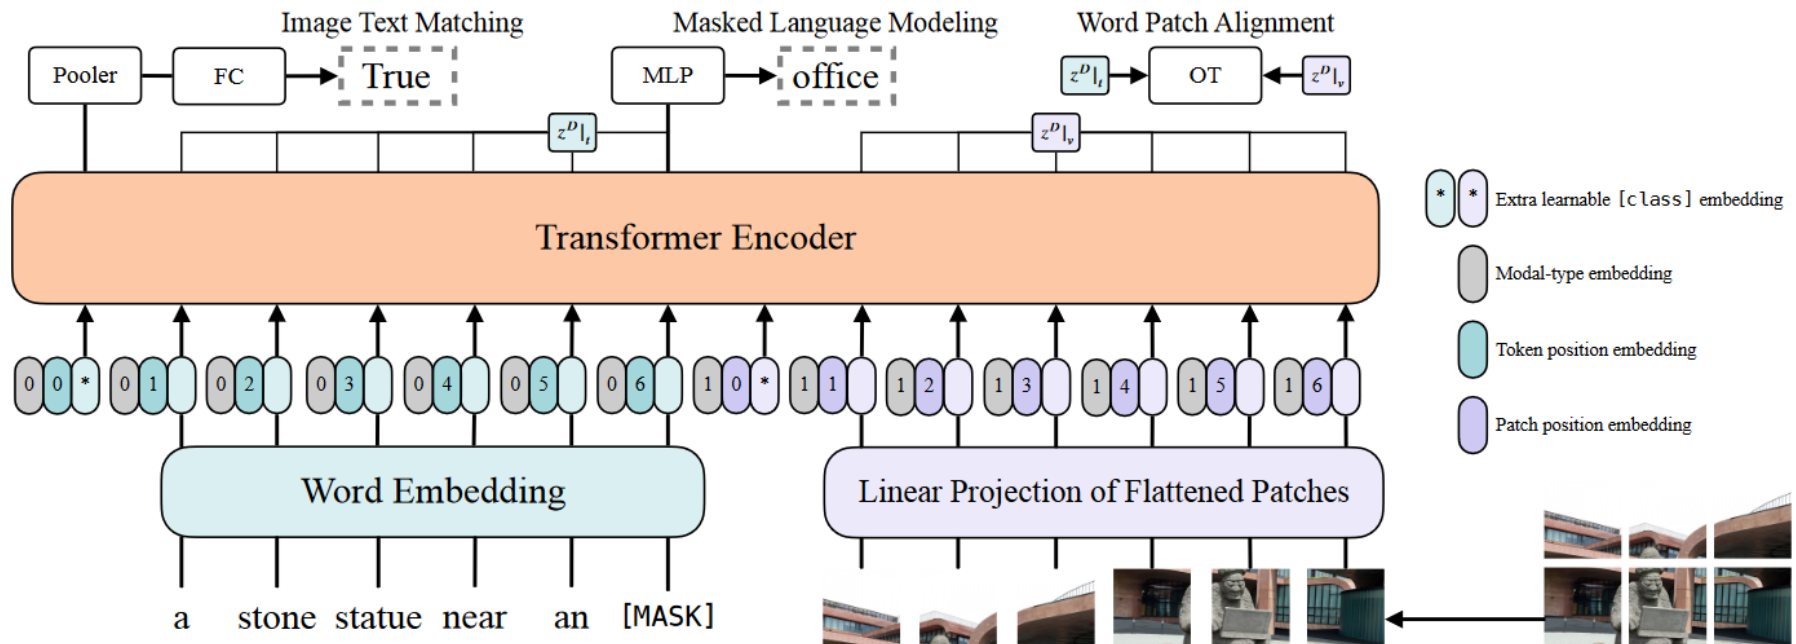 Image Text Matching
Masked Language Modeling
Word Patch Alignment
Pooler
FC
True
MLP
office
z^D|_t
OT
z^D|_v
z^D|_t
z^D|_v
Transformer Encoder
* * Extra learnable [class] embedding
Modal-type embedding
Token position embedding
Patch position embedding
0 0 * 0 1 0 2 0 3 0 4 0 5 0 6 1 0 * 1 1 1 2 1 3 1 4 1 5 1 6
Word Embedding
Linear Projection of Flattened Patches
a stone statue near an [MASK]